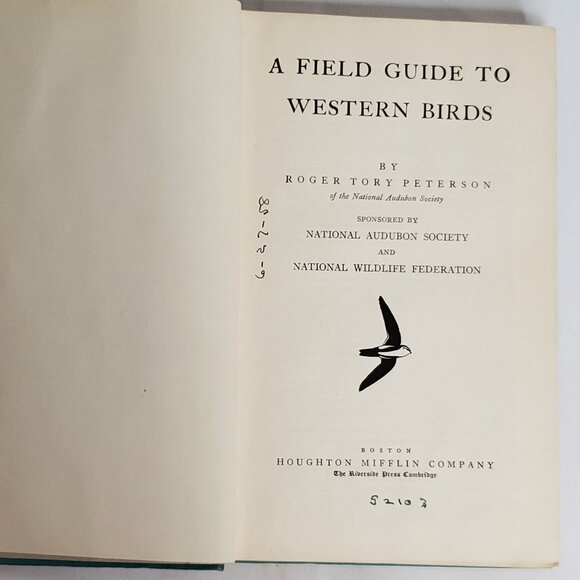 A FIELD GUIDE TO
WESTERN BIRDS
BY
ROGER TORY PETERSON
of the National Audubon Society
SPONSORED BY
NATIONAL AUDUBON SOCIETY
AND
NATIONAL WILDLIFE FEDERATION
BOSTON
HOUGHTON MIFFLIN COMPANY
The Riverside Press Cambridge
52103